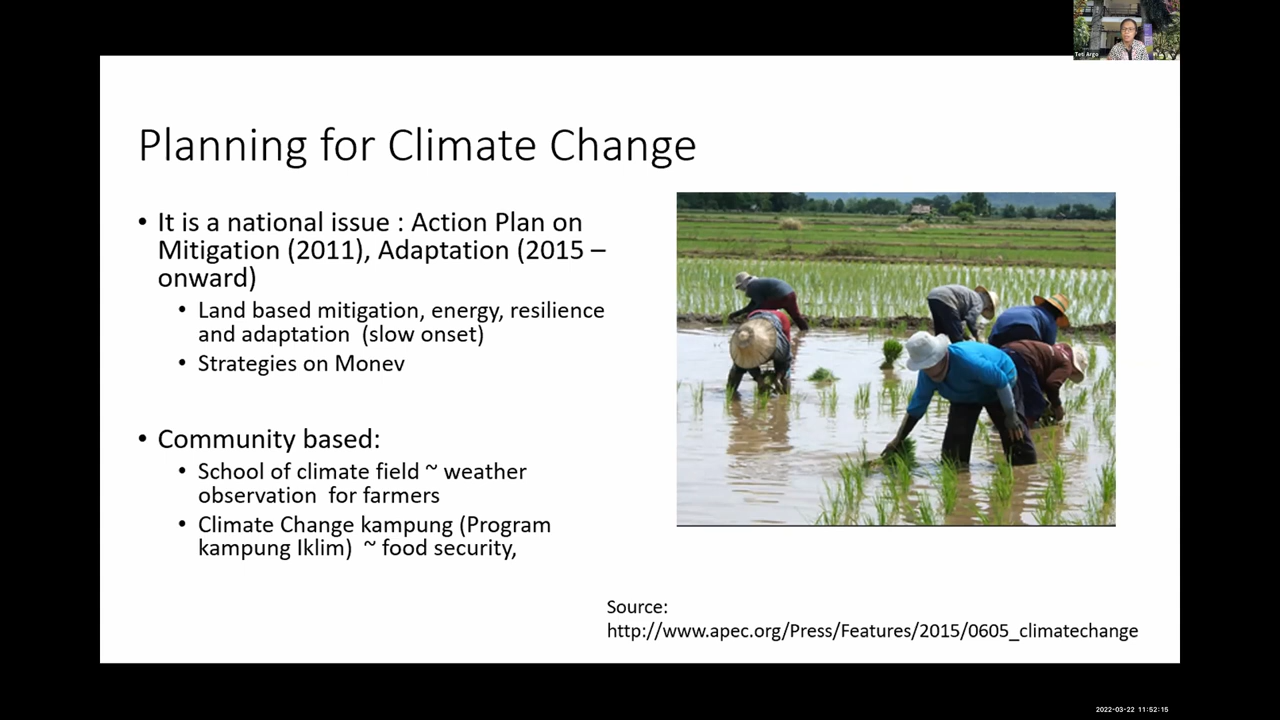 Teti Argo
Planning for Climate Change
• It is a national issue : Action Plan on
Mitigation (2011), Adaptation (2015 –
onward)
• Land based mitigation, energy, resilience
and adaptation (slow onset)
• Strategies on Monev
• Community based:
• School of climate field ~ weather
observation for farmers
• Climate Change kampung (Program
kampung Iklim) ~ food security,
Source:
http://www.apec.org/Press/Features/2015/0605_climatechange
2022-03-22 11:52:15